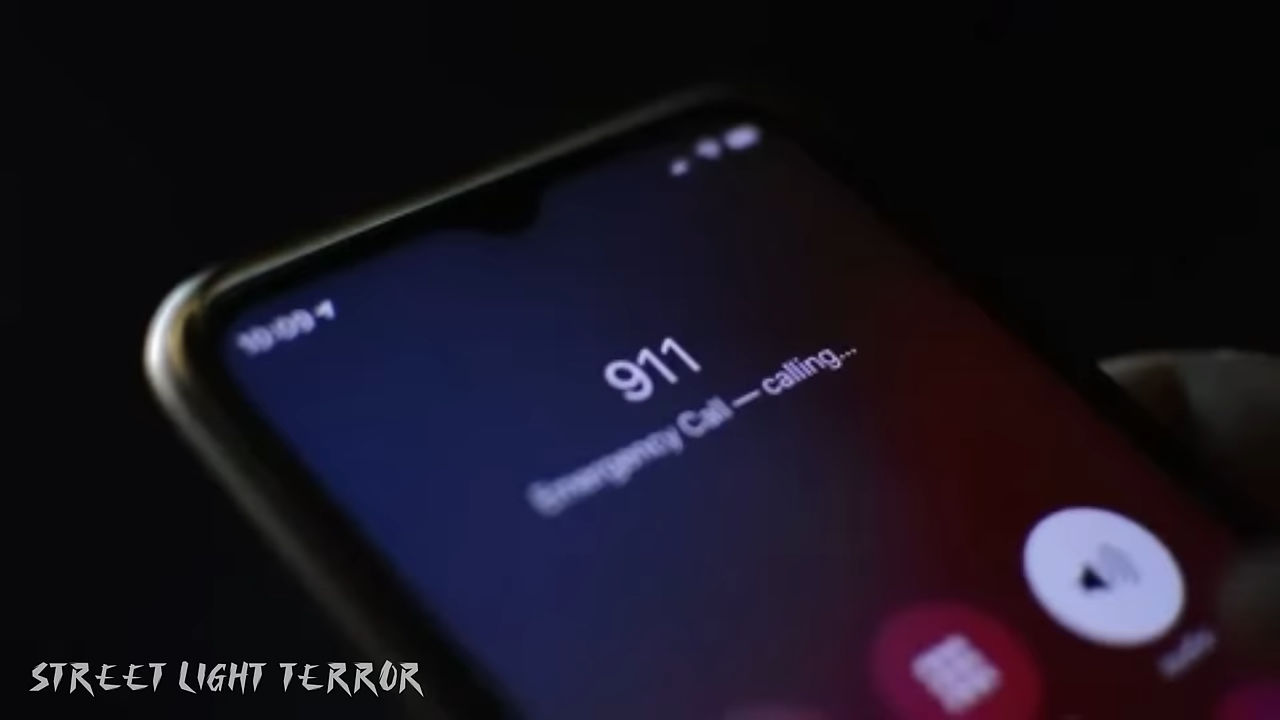 10:09
911
Emergency Call — calling...
STREET LIGHT TERROR